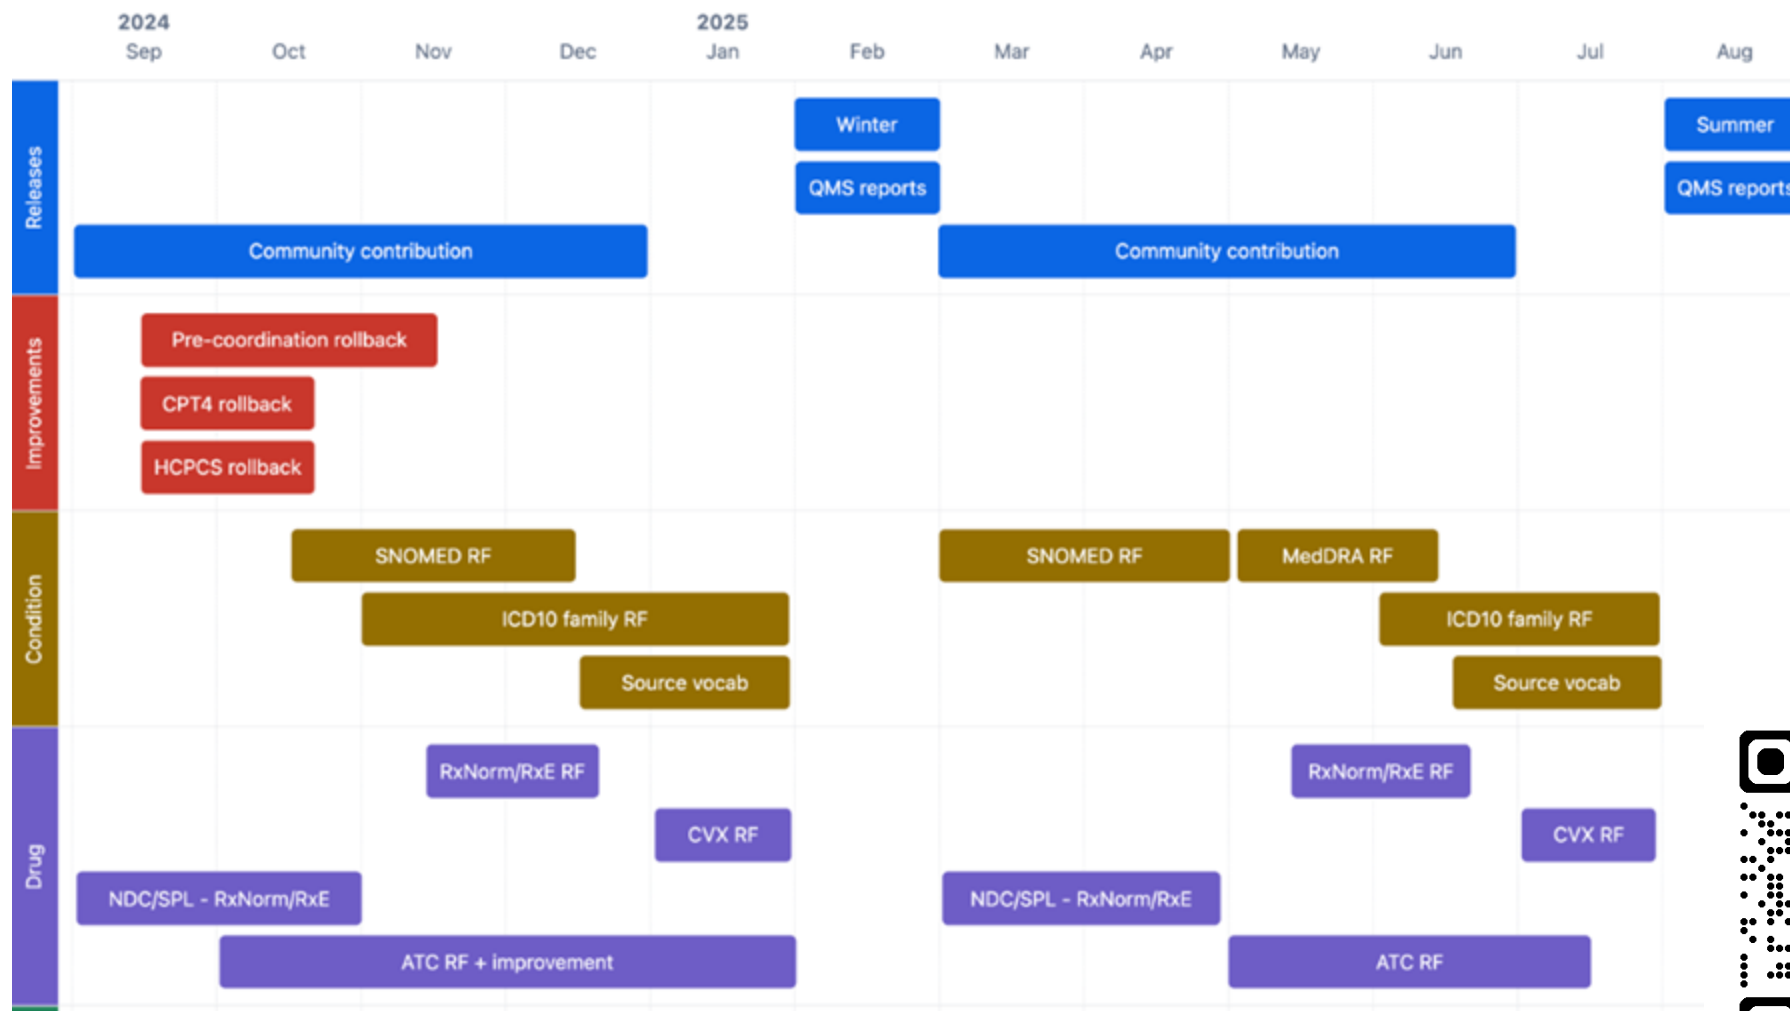 2024
2025
Sep Oct Nov Dec Jan Feb Mar Apr May Jun Jul Aug
Releases
Winter
Summer
QMS reports
QMS reports
Community contribution
Community contribution
Improvements
Pre-coordination rollback
CPT4 rollback
HCPCS rollback
Condition
SNOMED RF
SNOMED RF
MedDRA RF
ICD10 family RF
ICD10 family RF
Source vocab
Source vocab
Drug
RxNorm/RxE RF
RxNorm/RxE RF
CVX RF
CVX RF
NDC/SPL - RxNorm/RxE
NDC/SPL - RxNorm/RxE
ATC RF + improvement
ATC RF